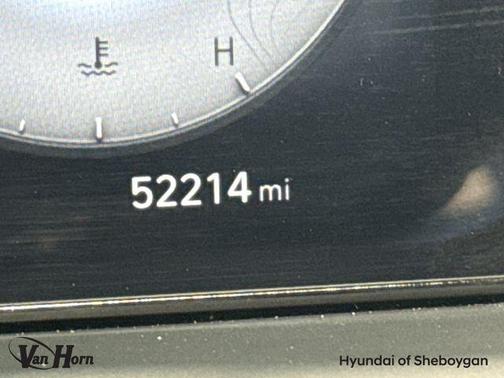 H
52214 mi
Van Horn
Hyundai of Sheboygan